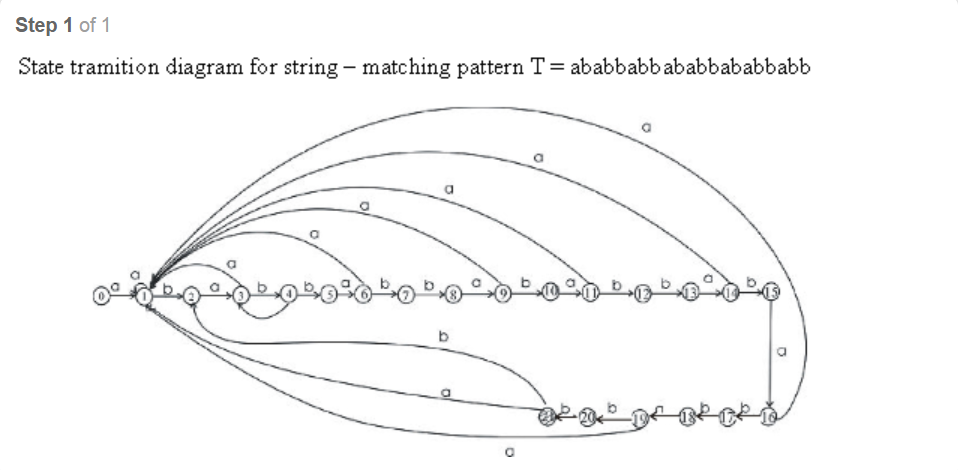 Step 1 of 1
State tramition diagram for string – matching pattern T = ababbabbababbababbabb
a
a
a
a
a
a
a
a
0 a 1 b 2 a 3 b 4 b 5 a 6 b 7 b 8 a 9 b 10 a 11 b 12 b 13 a 14 b 15
b
a
a
20 b 19 18 b 17 b 16
b
a